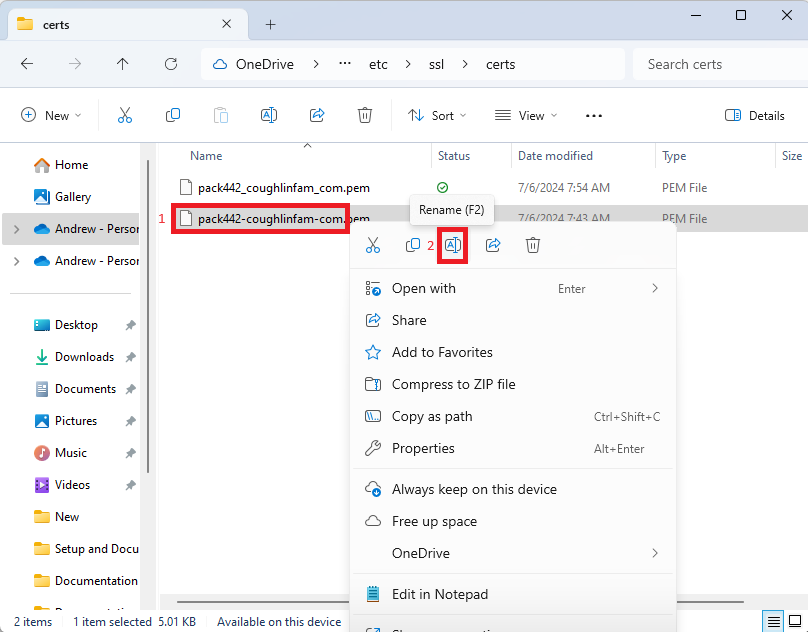 certs
OneDrive > ... etc > ssl > certs
Search certs
New
Sort
View
...
Details
Name
Status
Date modified
Type
Size
Home
Gallery
Andrew - Person
Andrew - Person
Desktop
Downloads
Documents
Pictures
Music
Videos
New
Setup and Docu
Documentation
pack442_coughlinfam_com.pem
7/6/2024 7:54 AM
PEM File
1
pack442-coughlinfam-com.pem
7/6/2024 7:43 AM
PEM File
Rename (F2)
2
Open with
Enter
Share
Add to Favorites
Compress to ZIP file
Copy as path
Ctrl+Shift+C
Properties
Alt+Enter
Always keep on this device
Free up space
OneDrive
Edit in Notepad
2 items
1 item selected 5.01 KB
Available on this device